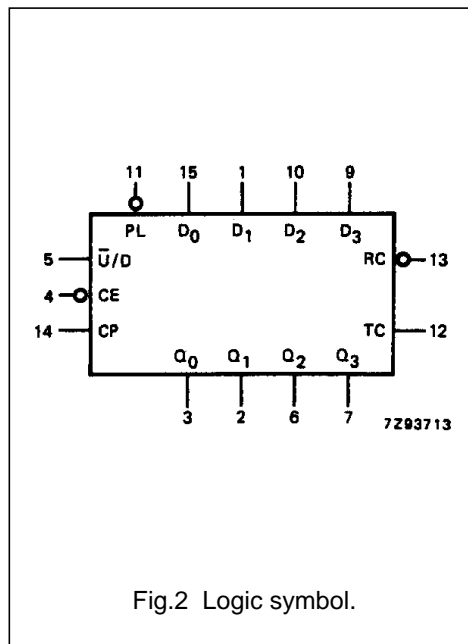 11 15 1 10 9
PL D0 D1 D2 D3
5 U̅/D RC 13
4 CE
14 CP TC 12
Q0 Q1 Q2 Q3
3 2 6 7
7Z93713
Fig.2 Logic symbol.